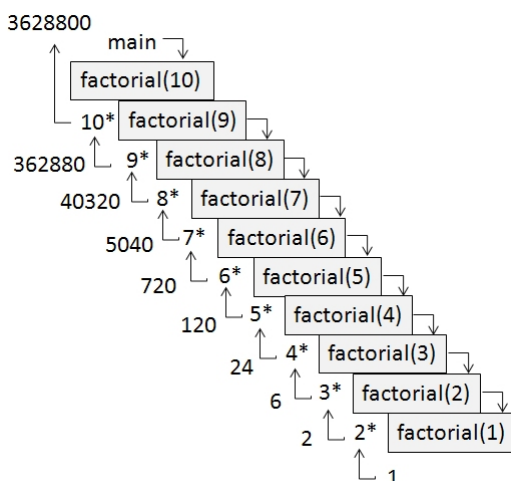 3628800
main
factorial(10)
10* factorial(9)
362880 9* factorial(8)
40320 8* factorial(7)
5040 7* factorial(6)
720 6* factorial(5)
120 5* factorial(4)
24 4* factorial(3)
6 3* factorial(2)
2 2* factorial(1)
1